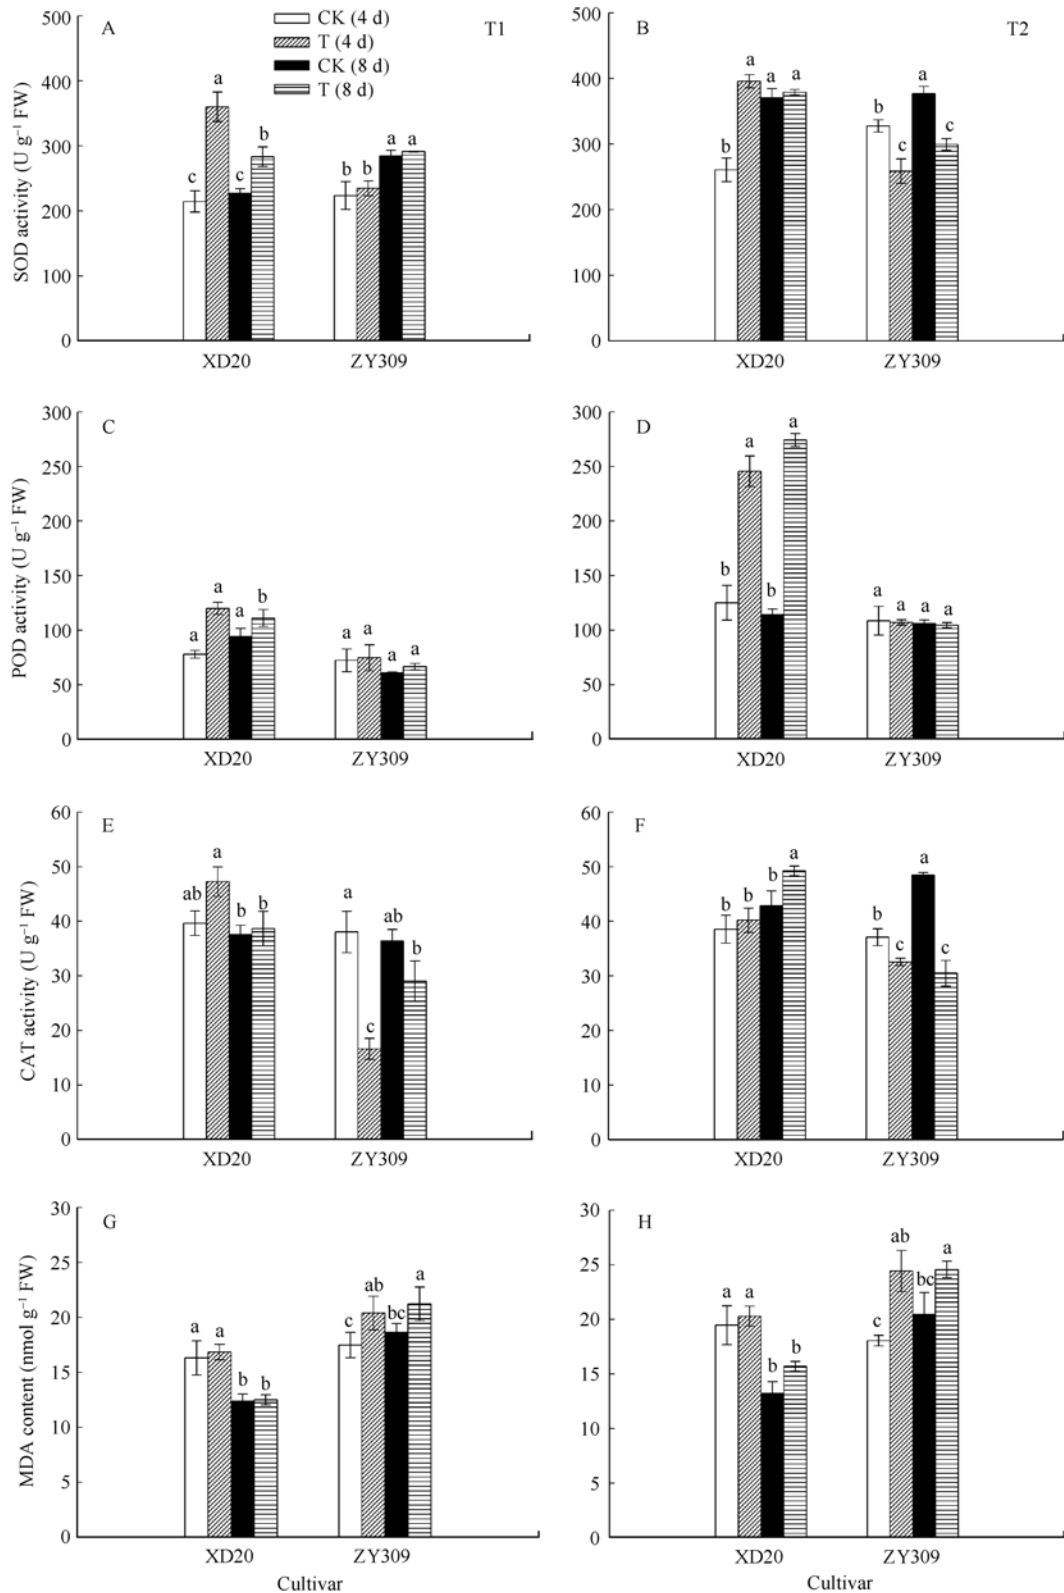 A
T1
CK (4 d)
T (4 d)
CK (8 d)
T (8 d)
SOD activity (U g⁻¹ FW)
500
400
300
200
100
0
c
a
c
b
b
b
a
a
XD20
ZY309
B
T2
500
400
300
200
100
0
b
a
a
a
b
c
a
c
XD20
ZY309
C
POD activity (U g⁻¹ FW)
300
250
200
150
100
50
0
a
a
a
b
a
a
a
a
XD20
ZY309
D
300
250
200
150
100
50
0
b
a
b
a
a
a
a
a
XD20
ZY309
E
CAT activity (U g⁻¹ FW)
60
50
40
30
20
10
0
ab
a
b
b
a
c
ab
b
XD20
ZY309
F
60
50
40
30
20
10
0
b
b
b
a
b
c
a
b
XD20
ZY309
G
MDA content (nmol g⁻¹ FW)
30
25
20
15
10
5
0
a
a
b
b
c
ab
bc
a
XD20
ZY309
Cultivar
H
30
25
20
15
10
5
0
a
a
b
b
c
ab
bc
a
XD20
ZY309
Cultivar